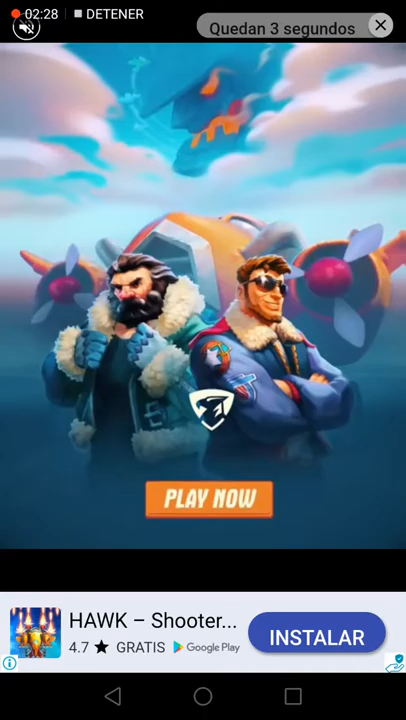 02:28 DETENER
Quedan 3 segundos
PLAY NOW
HAWK – Shooter...
4.7 ★ GRATIS Google Play
INSTALAR